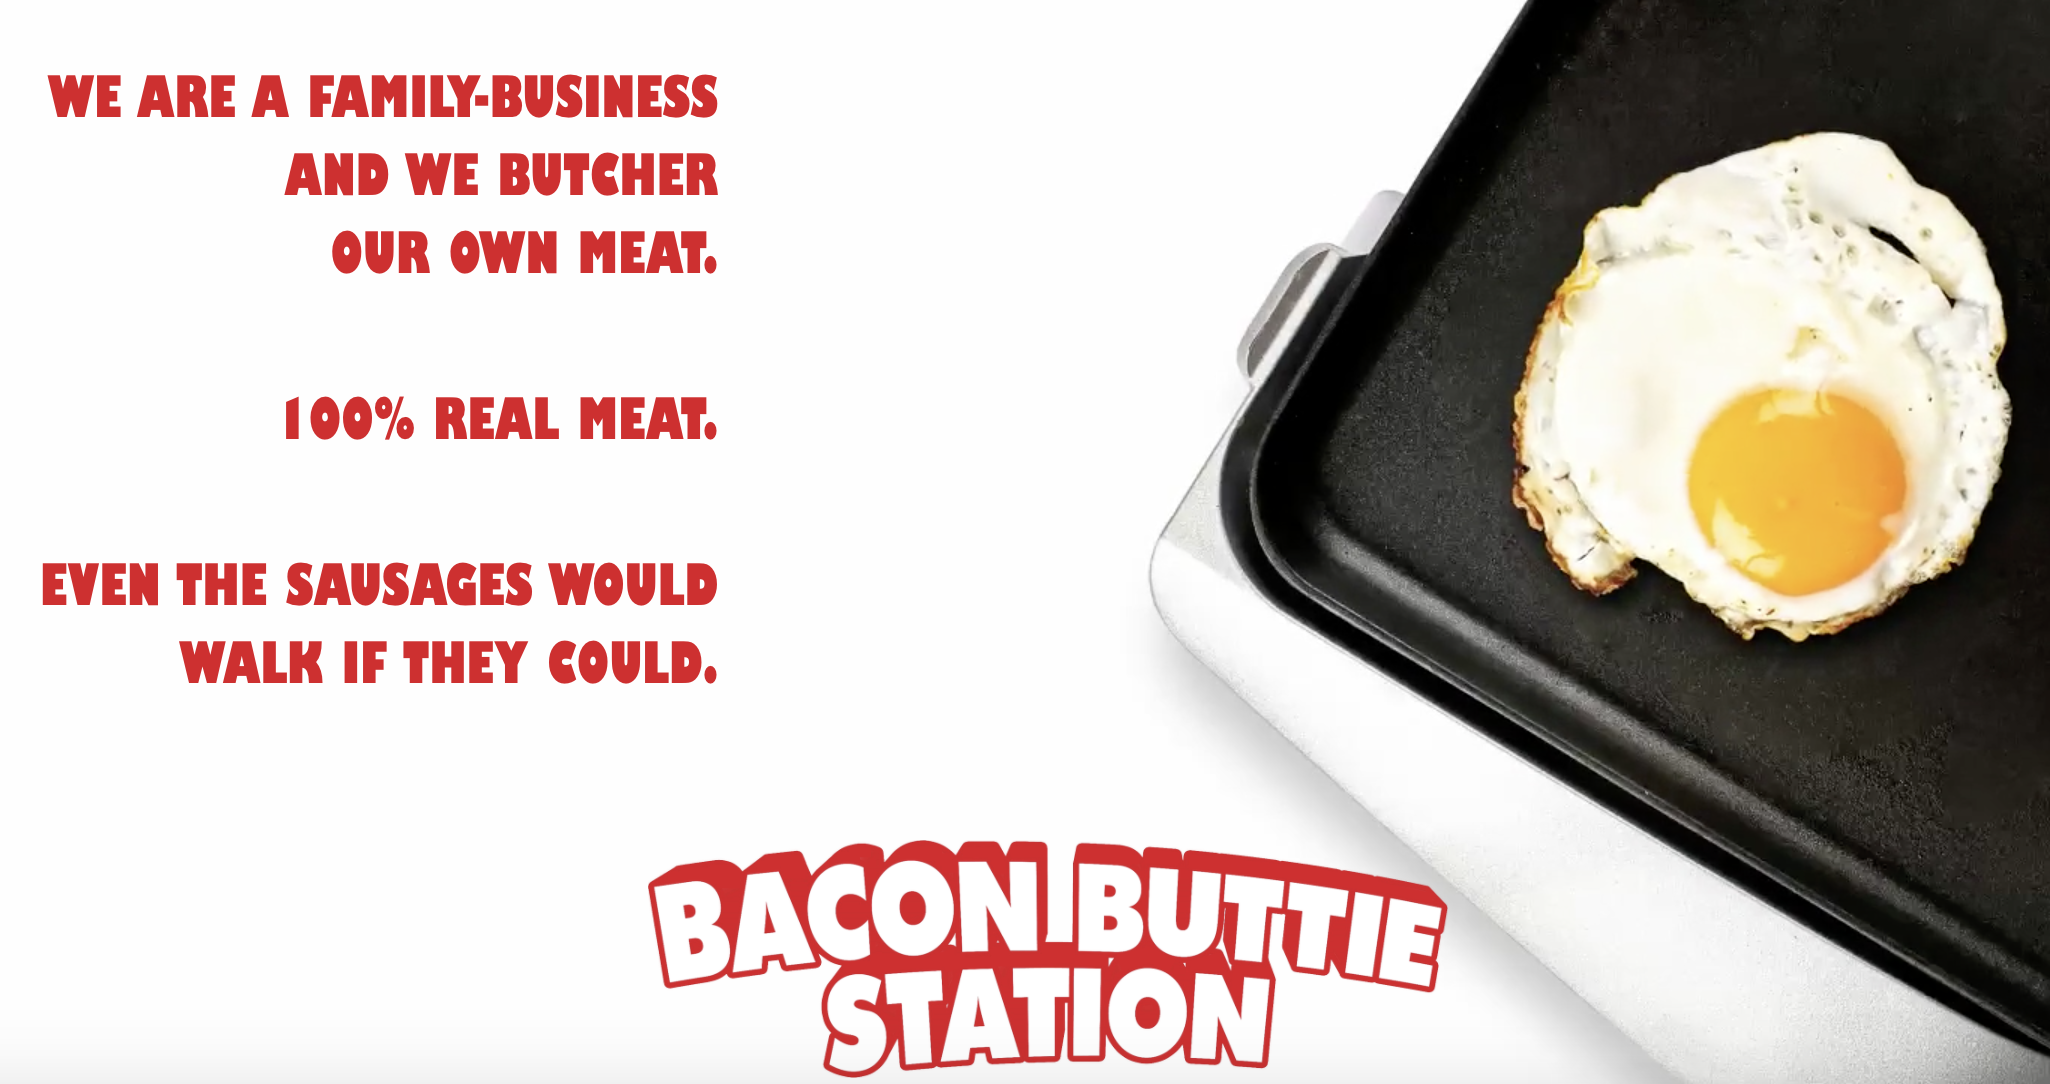 WE ARE A FAMILY-BUSINESS
AND WE BUTCHER
OUR OWN MEAT.
100% REAL MEAT.
EVEN THE SAUSAGES WOULD
WALK IF THEY COULD.
BACON BUTTIE
STATION